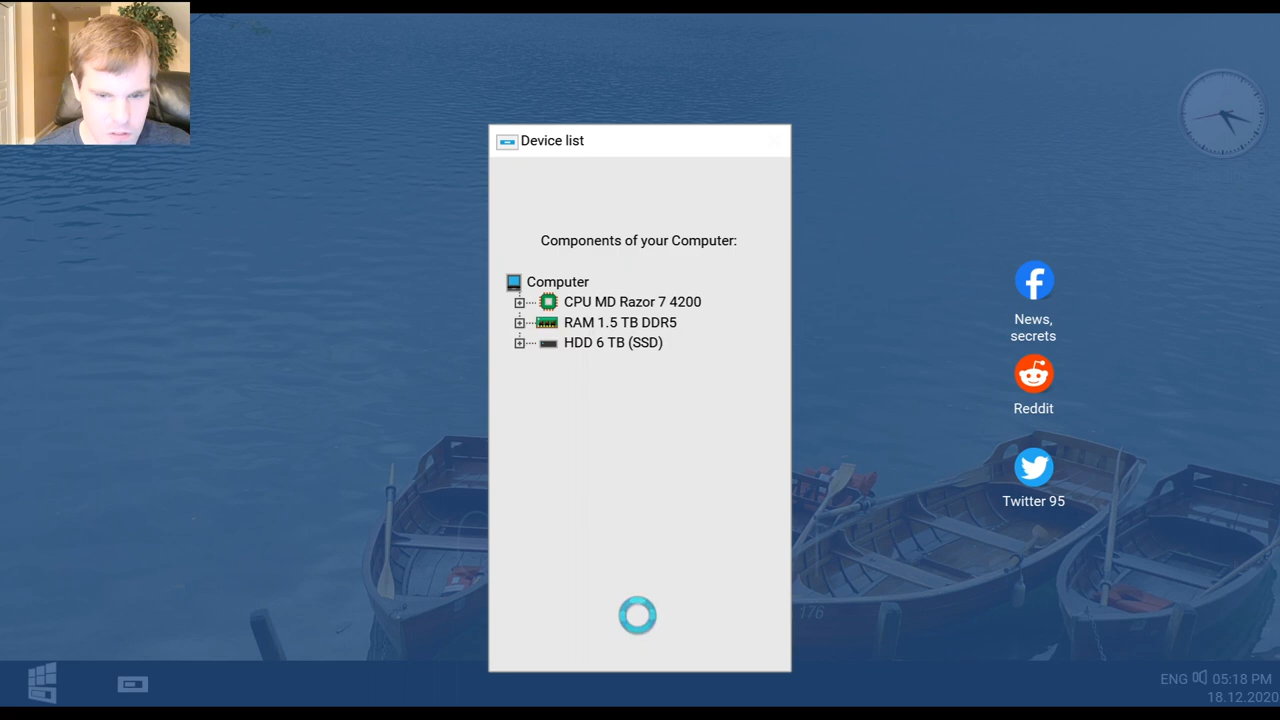 Device list
Components of your Computer:
Computer
CPU MD Razor 7 4200
RAM 1.5 TB DDR5
HDD 6 TB (SSD)
News,
secrets
Reddit
Twitter 95
176
ENG 05:18 PM
18.12.2020